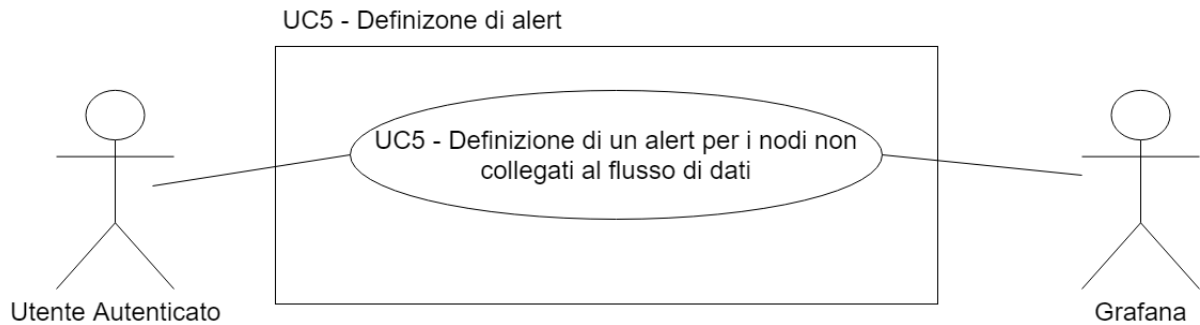 UC5 - Definizone di alert
UC5 - Definizione di un alert per i nodi non
collegati al flusso di dati
Utente Autenticato
Grafana